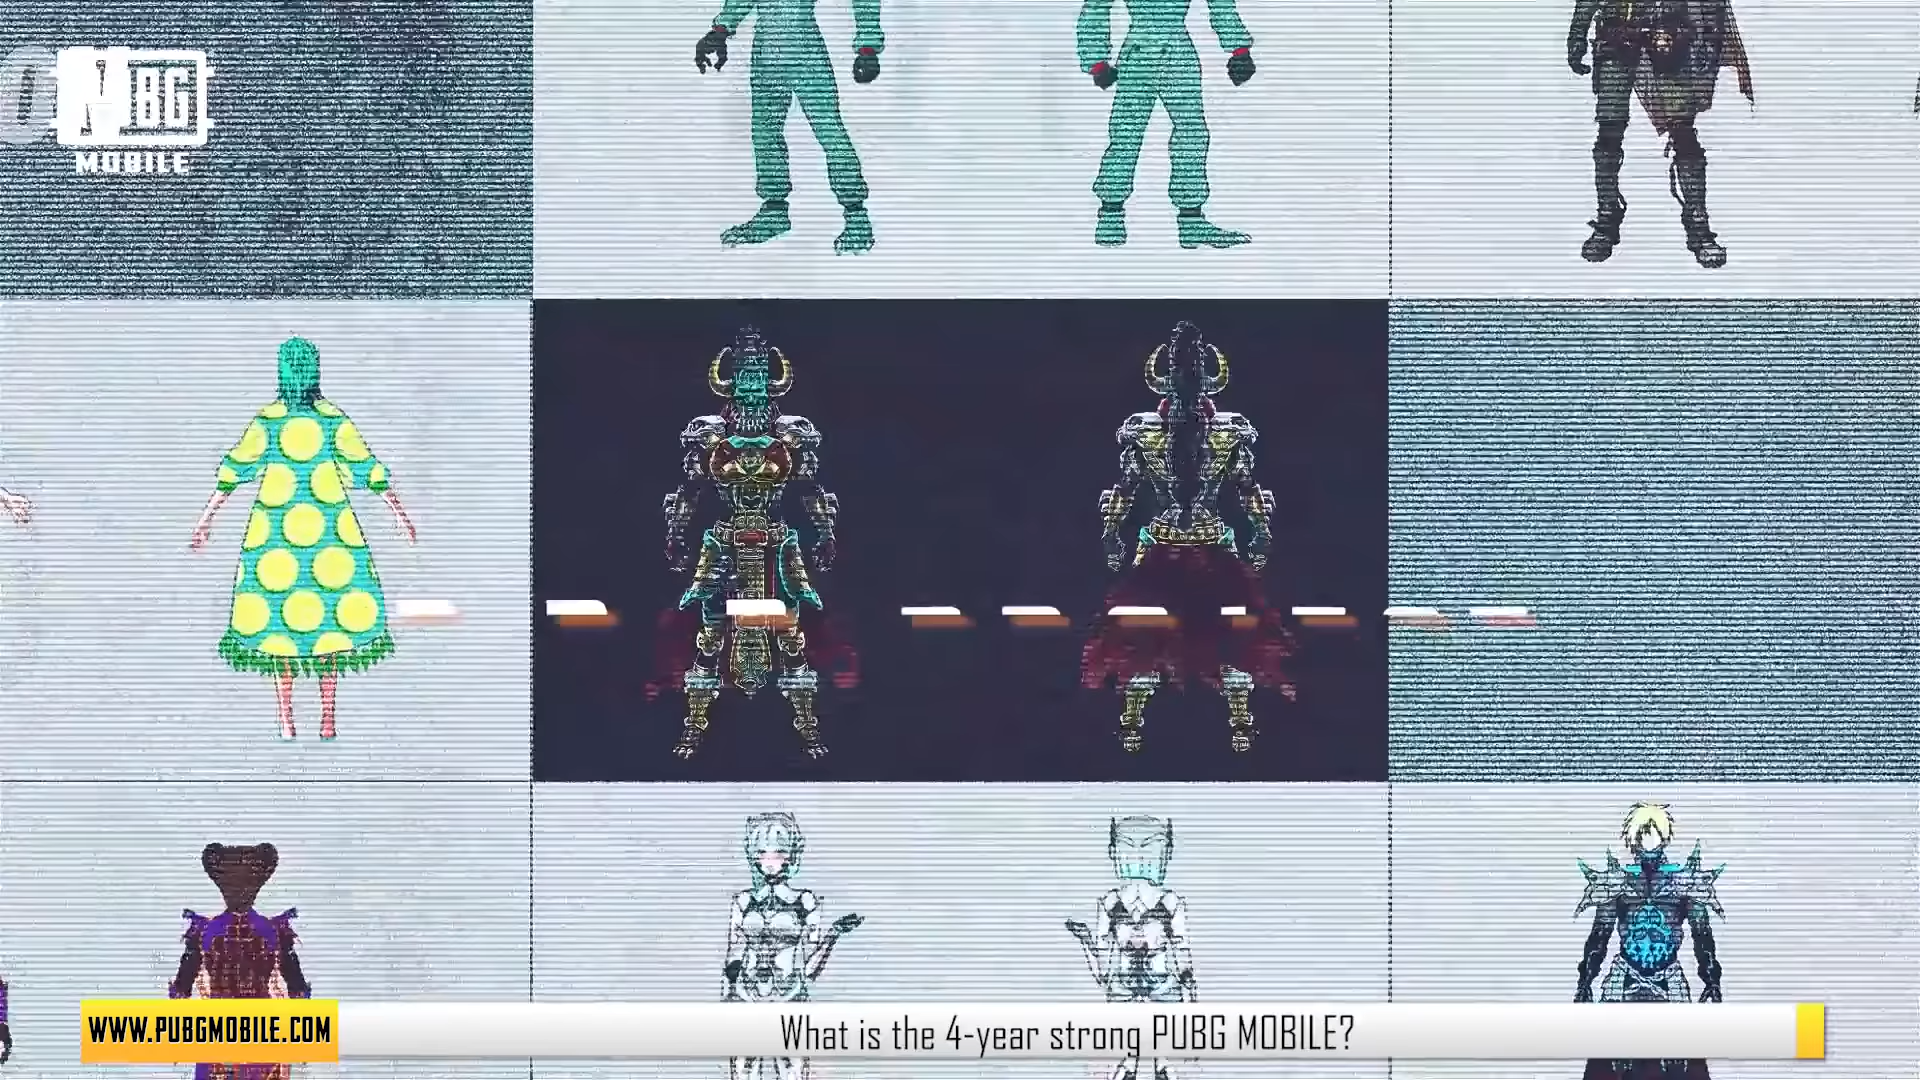 PUBG
MOBILE
WWW.PUBGMOBILE.COM
What is the 4-year strong PUBG MOBILE?